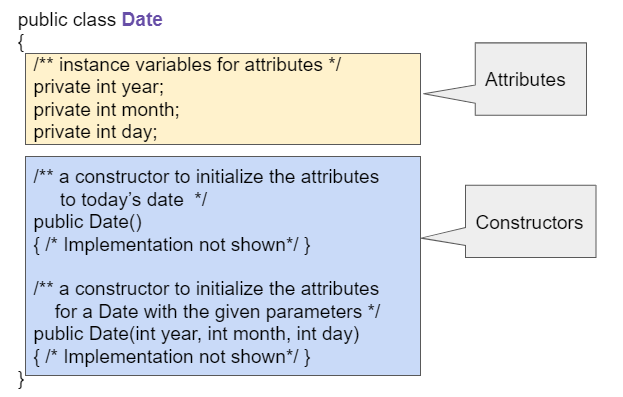 public class Date
{
/** instance variables for attributes */
private int year;
private int month;
private int day;
Attributes
/** a constructor to initialize the attributes
to today’s date */
public Date()
{ /* Implementation not shown*/ }
Constructors
/** a constructor to initialize the attributes
for a Date with the given parameters */
public Date(int year, int month, int day)
{ /* Implementation not shown*/ }
}